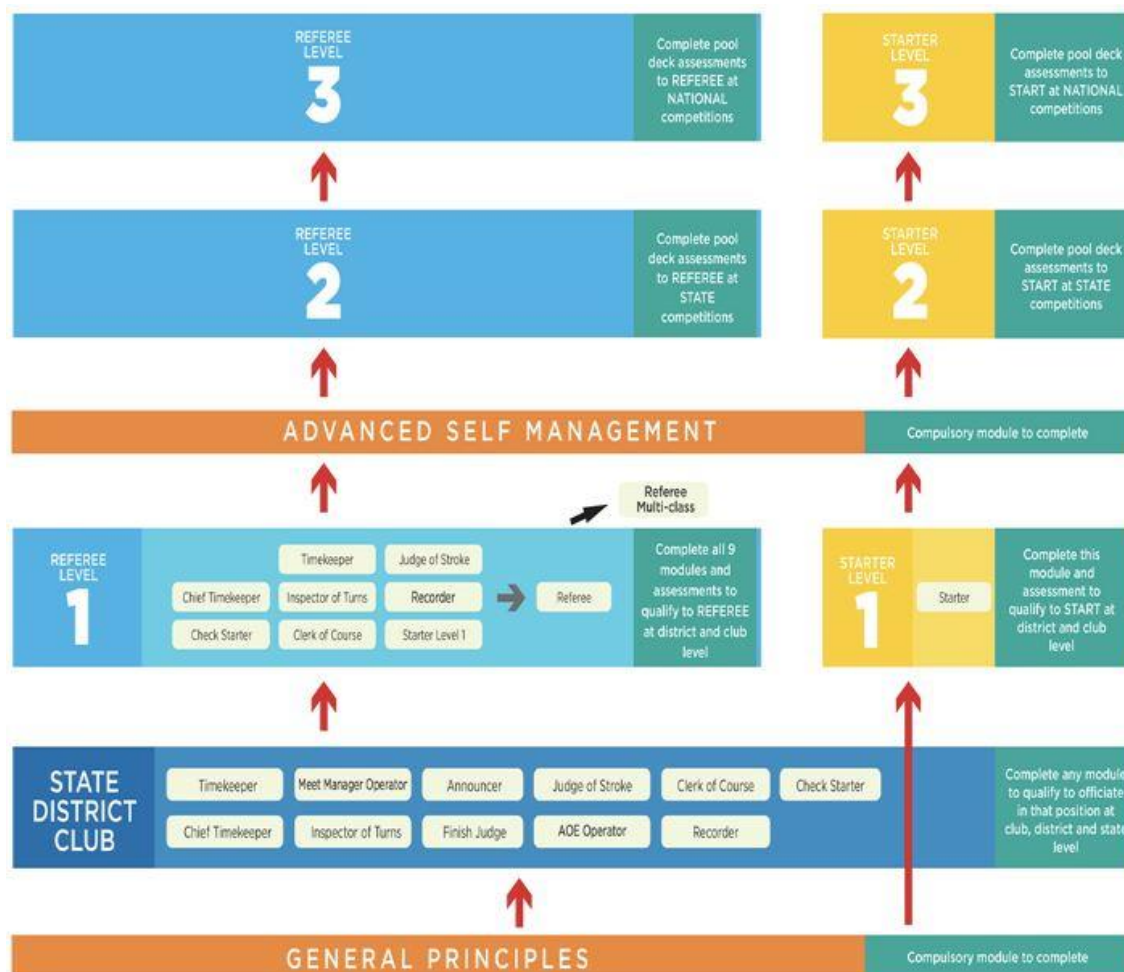 REFEREE
LEVEL
3
Complete pool
deck assessments
to REFEREE at
NATIONAL
competitions
STARTER
LEVEL
3
Complete pool deck
assessments to
START at NATIONAL
competitions
REFEREE
LEVEL
2
Complete pool
deck assessments
to REFEREE at
STATE
competitions
STARTER
LEVEL
2
Complete pool deck
assessments to
START at STATE
competitions
ADVANCED SELF MANAGEMENT
Compulsory module to complete
Referee
Multi-class
REFEREE
LEVEL
1
Timekeeper
Judge of Stroke
Chief Timekeeper
Inspector of Turns
Recorder
Referee
Check Starter
Clerk of Course
Starter Level 1
Complete all 9
modules and
assessments to
qualify to REFEREE
at district and club
level
STARTER
LEVEL
1
Starter
Complete this
module and
assessment to
qualify to START at
district and club
level
STATE
DISTRICT
CLUB
Timekeeper
Meet Manager Operator
Announcer
Judge of Stroke
Clerk of Course
Check Starter
Chief Timekeeper
Inspector of Turns
Finish Judge
AOE Operator
Recorder
Complete any module
to qualify to officiate
in that position at
club, district and state
level
GENERAL PRINCIPLES
Compulsory module to complete